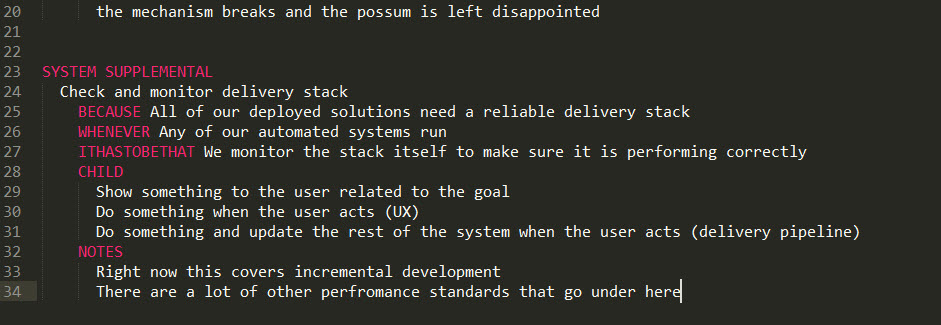 20 the mechanism breaks and the possum is left disappointed
21
22
23 SYSTEM SUPPLEMENTAL
24 Check and monitor delivery stack
25 BECAUSE All of our deployed solutions need a reliable delivery stack
26 WHENEVER Any of our automated systems run
27 ITHASTOBETHAT We monitor the stack itself to make sure it is performing correctly
28 CHILD
29 Show something to the user related to the goal
30 Do something when the user acts (UX)
31 Do something and update the rest of the system when the user acts (delivery pipeline)
32 NOTES
33 Right now this covers incremental development
34 There are a lot of other perfromance standards that go under here